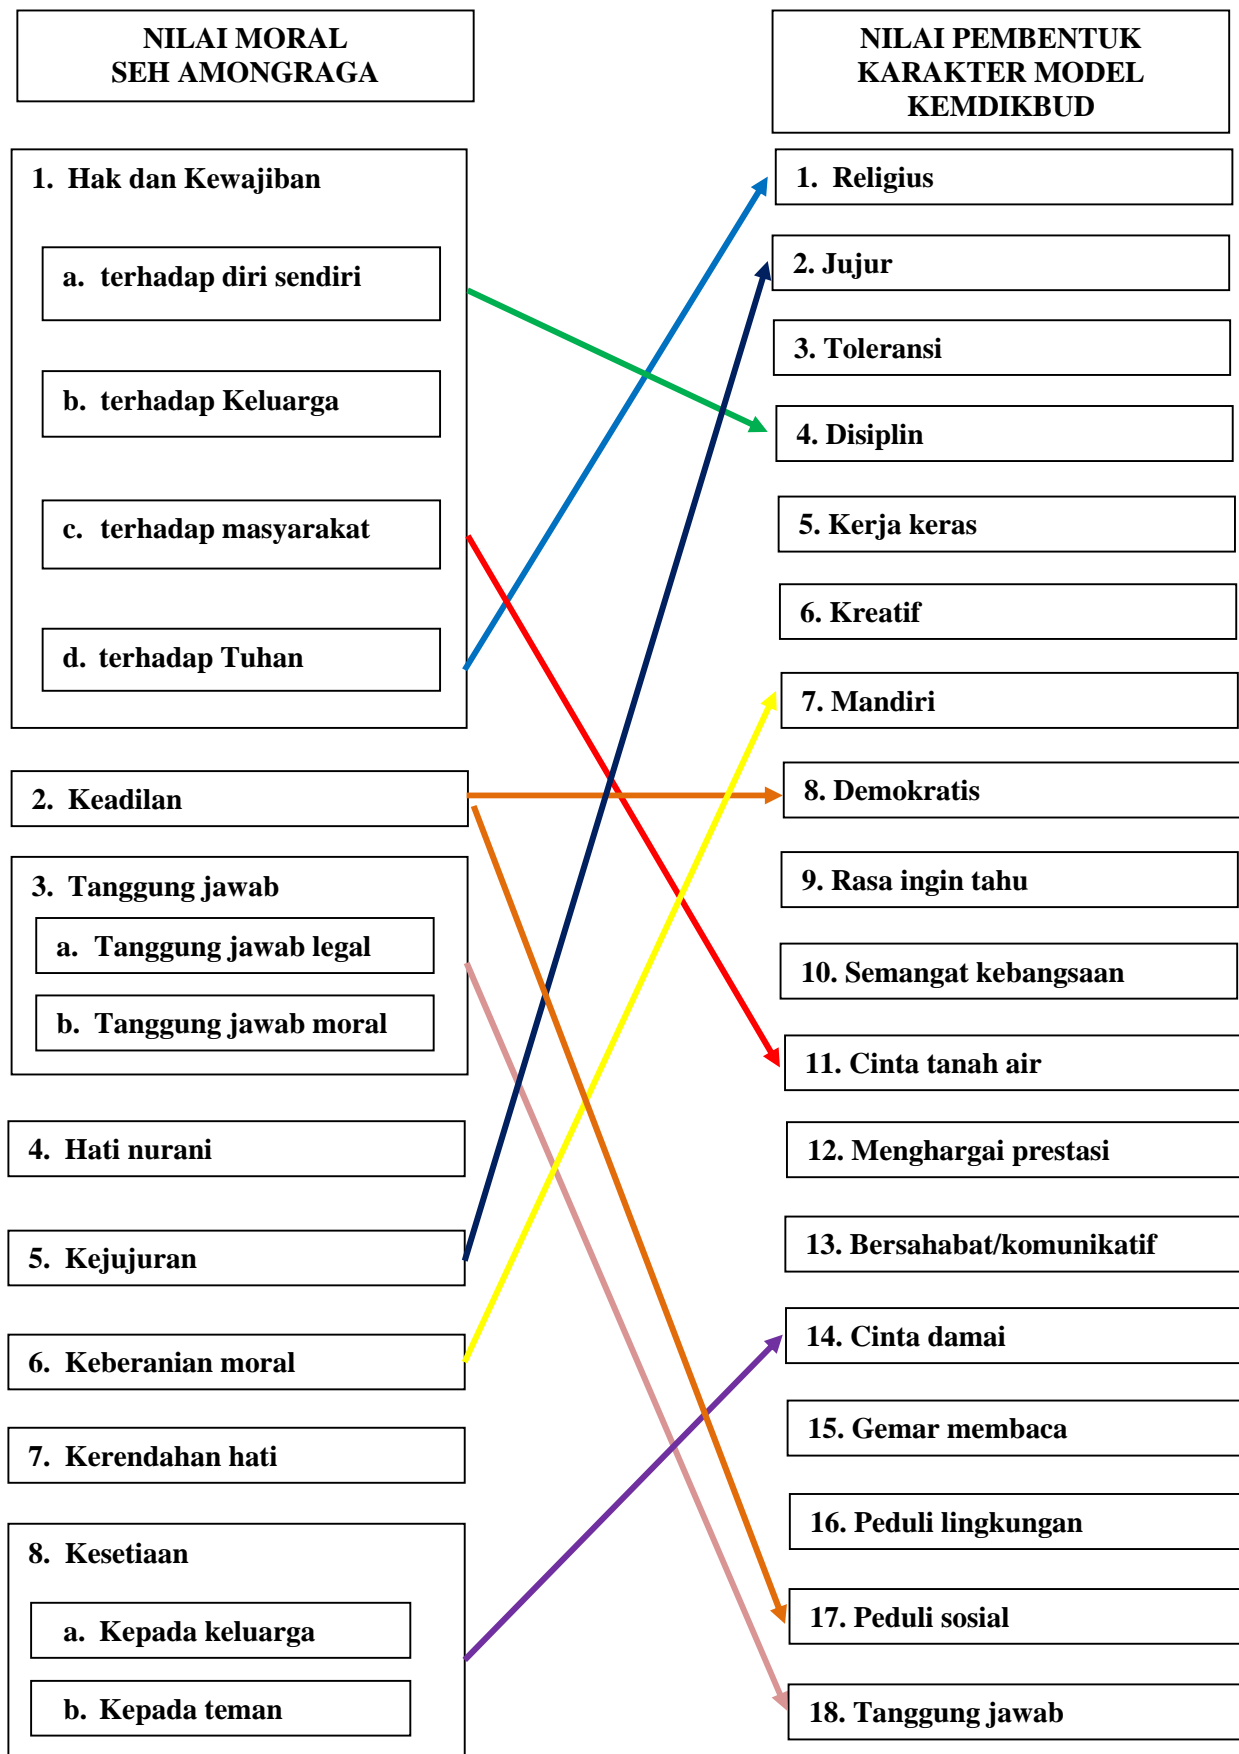 NILAI MORAL
SEH AMONGRAGA
1. Hak dan Kewajiban
a. terhadap diri sendiri
b. terhadap Keluarga
c. terhadap masyarakat
d. terhadap Tuhan
2. Keadilan
3. Tanggung jawab
a. Tanggung jawab legal
b. Tanggung jawab moral
4. Hati nurani
5. Kejujuran
6. Keberanian moral
7. Kerendahan hati
8. Kesetiaan
a. Kepada keluarga
b. Kepada teman
NILAI PEMBENTUK
KARAKTER MODEL
KEMDIKBUD
1. Religius
2. Jujur
3. Toleransi
4. Disiplin
5. Kerja keras
6. Kreatif
7. Mandiri
8. Demokratis
9. Rasa ingin tahu
10. Semangat kebangsaan
11. Cinta tanah air
12. Menghargai prestasi
13. Bersahabat/komunikatif
14. Cinta damai
15. Gemar membaca
16. Peduli lingkungan
17. Peduli sosial
18. Tanggung jawab